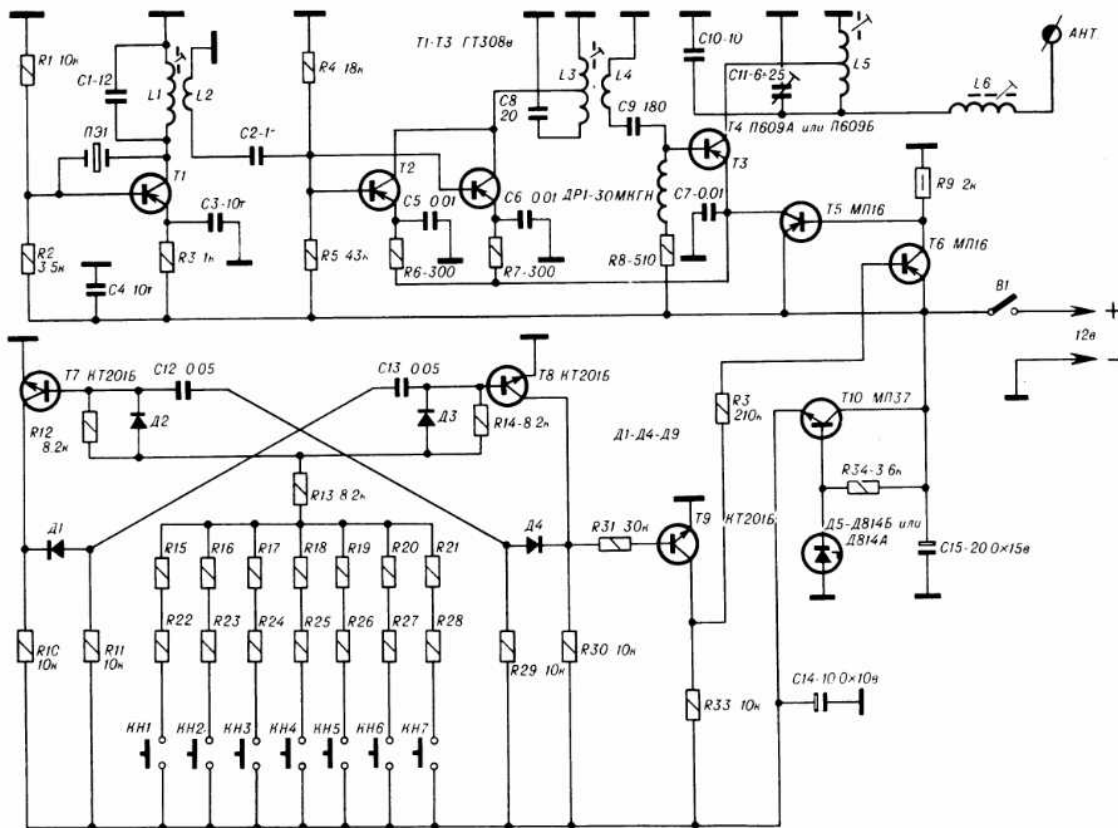 R1 10к
C1-12
L1
L2
ПЭ1
T1
C2-1т
C3-10т
R2
3.5к
C4 10т
R3 1к
R4 18к
T1-T3 ГТ308в
T2
C5 0.01
C6 0.01
R5 43к
R6-300
R7-300
C8
20
L3
L4
C9 180
ДР1-30МКГН
R8-510
C7-0.01
C10-10
C11-6÷25
L5
L6
АНТ.
T4 П609А или П609Б
T3
R9 2к
T5 МП16
T6 МП16
В1
+
12в
−
T7 КТ201Б
C12 0.05
C13 0.05
T8 КТ201Б
R12
8.2к
Д2
Д3
R14-8.2к
R13 8.2к
Д1-Д4-Д9
R3
210к
T10 МП37
R34-3.6к
Д5-Д814Б или
Д814А
C15-20.0×15в
Д1
Д4
R31 30к
T9 КТ201Б
R15
R16
R17
R18
R19
R20
R21
R22
R23
R24
R25
R26
R27
R28
R10
10к
R11
10к
R29 10к
R30 10к
R33 10к
C14-10.0×10в
КН1
КН2
КН3
КН4
КН5
КН6
КН7